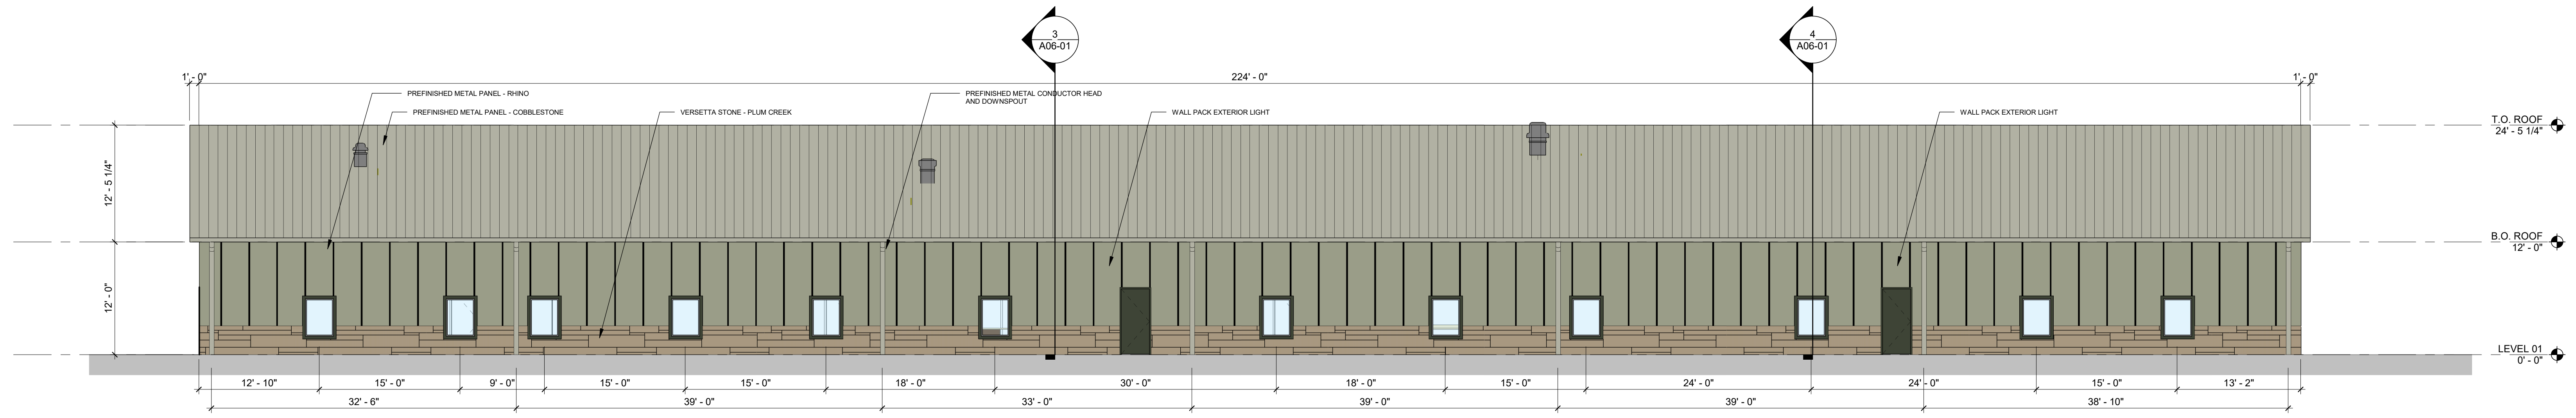 3
A06-01
4
A06-01
1' - 0"
224' - 0"
1' - 0"
PREFINISHED METAL PANEL - RHINO
PREFINISHED METAL CONDUCTOR HEAD
AND DOWNSPOUT
PREFINISHED METAL PANEL - COBBLESTONE
VERSETTA STONE - PLUM CREEK
WALL PACK EXTERIOR LIGHT
WALL PACK EXTERIOR LIGHT
T.O. ROOF
24' - 5 1/4"
12' - 5 1/4"
B.O. ROOF
12' - 0"
12' - 0"
LEVEL 01
0' - 0"
12' - 10"
15' - 0"
9' - 0"
15' - 0"
15' - 0"
18' - 0"
30' - 0"
18' - 0"
15' - 0"
24' - 0"
24' - 0"
15' - 0"
13' - 2"
32' - 6"
39' - 0"
33' - 0"
39' - 0"
39' - 0"
38' - 10"